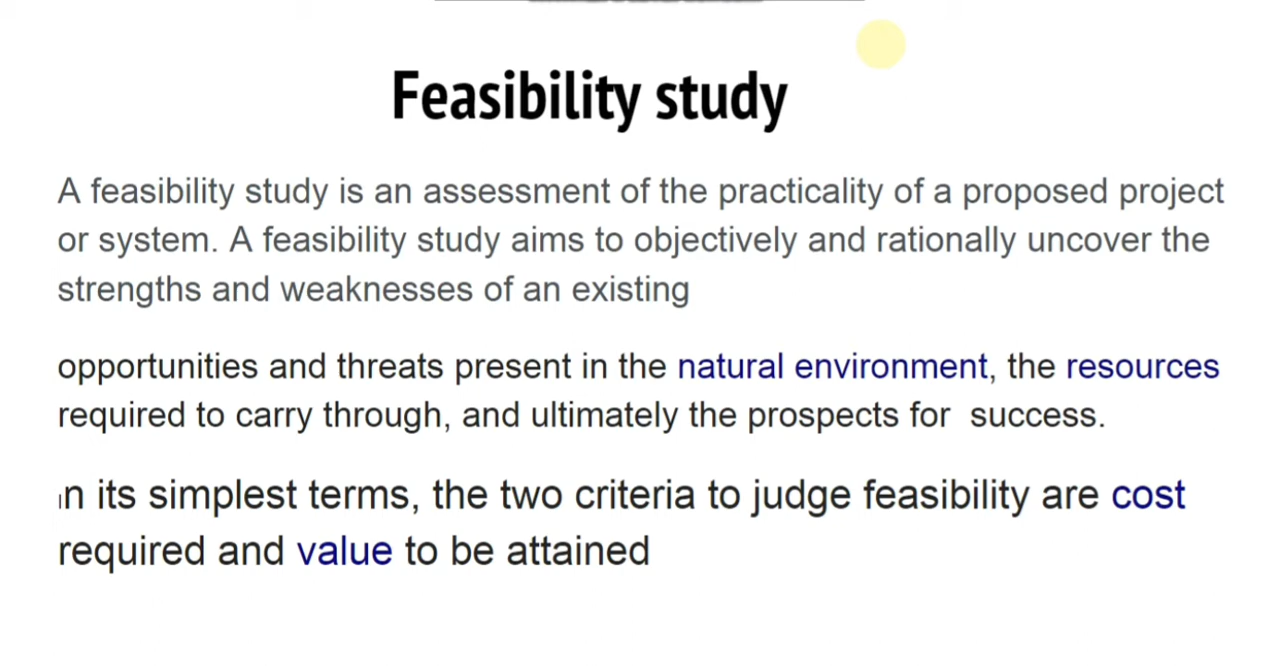 Feasibility study
A feasibility study is an assessment of the practicality of a proposed project
or system. A feasibility study aims to objectively and rationally uncover the
strengths and weaknesses of an existing
opportunities and threats present in the natural environment, the resources
required to carry through, and ultimately the prospects for success.
In its simplest terms, the two criteria to judge feasibility are cost
required and value to be attained